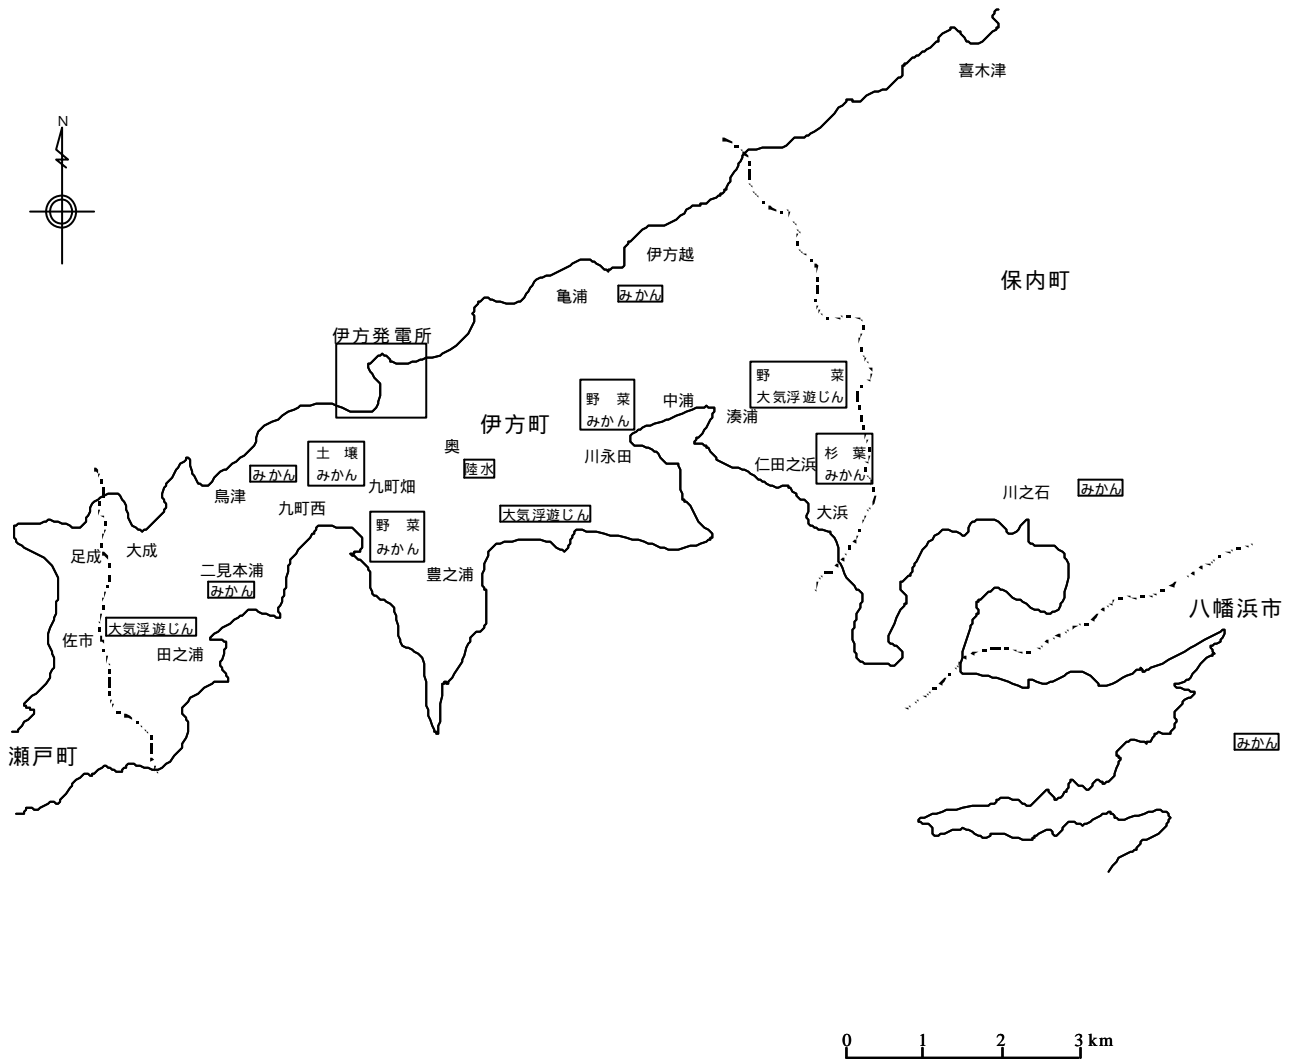 喜木津
N
伊方越
保内町
亀浦
みかん
伊方発電所
野　菜
大気浮遊じん
野　菜
みかん
中浦
湊浦
伊方町
奥
陸水
川永田
仁田之浜
杉　葉
みかん
土　壌
みかん
みかん
鳥津
九町畑
九町西
川之石
みかん
大浜
大気浮遊じん
野　菜
みかん
足成
大成
二見本浦
みかん
豊之浦
八幡浜市
大気浮遊じん
佐市
田之浦
瀬戸町
みかん
0 1 2 3 km